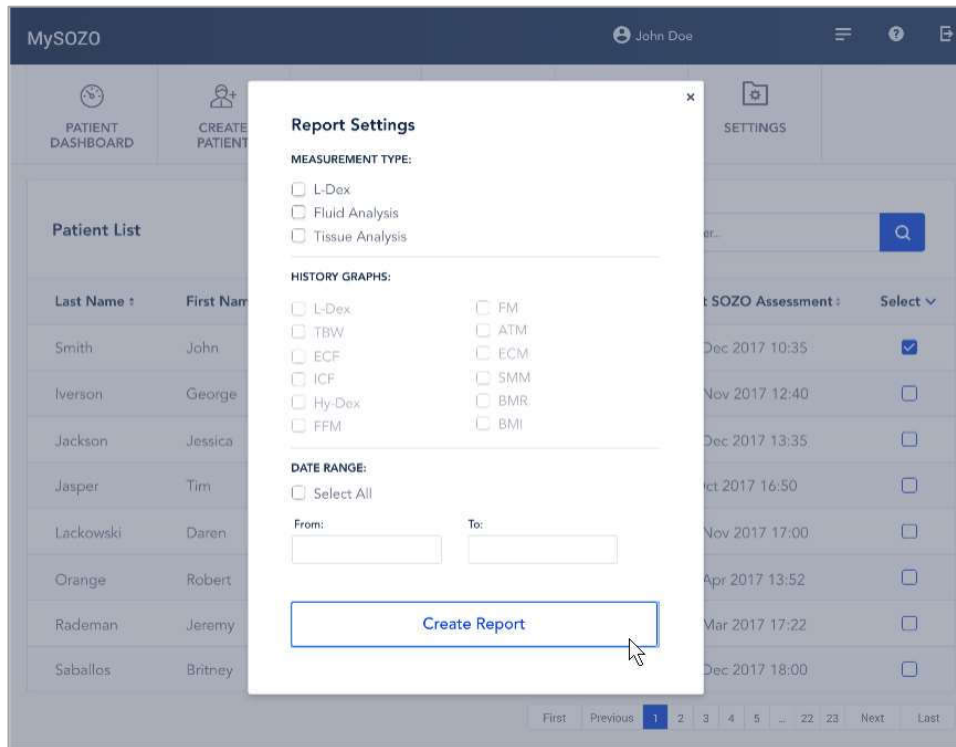 MySOZO
John Doe
PATIENT DASHBOARD
CREATE PATIENT
SETTINGS
Report Settings
MEASUREMENT TYPE:
L-Dex
Fluid Analysis
Tissue Analysis
HISTORY GRAPHS:
L-Dex FM
TBW ATM
ECF ECM
ICF SMM
Hy-Dex BMR
FFM BMI
DATE RANGE:
Select All
From: To:
Create Report
Patient List
Last Name First Nam SOZO Assessment Select
Smith John Dec 2017 10:35
Iverson George Nov 2017 12:40
Jackson Jessica Dec 2017 13:35
Jasper Tim ct 2017 16:50
Lackowski Daren Nov 2017 17:00
Orange Robert Apr 2017 13:52
Rademan Jeremy Mar 2017 17:22
Saballos Britney Dec 2017 18:00
First Previous 1 2 3 4 5 ... 22 23 Next Last